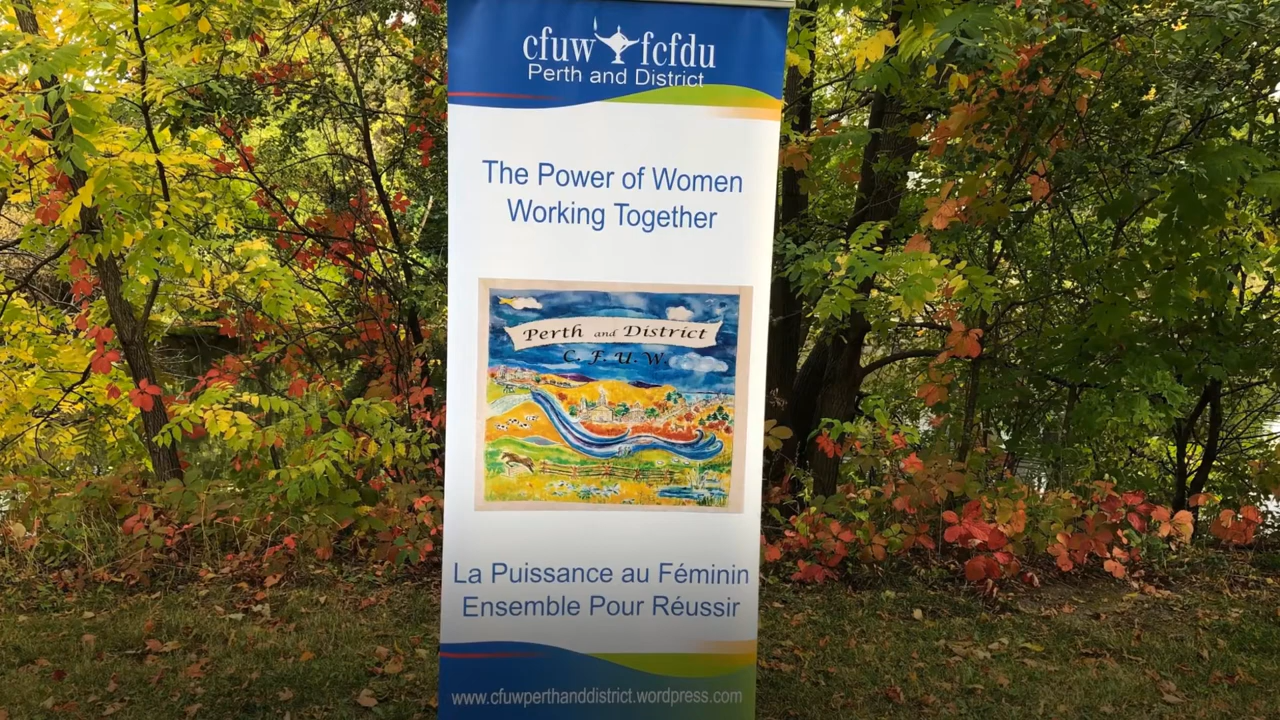 cfuw fcfdu
Perth and District
The Power of Women
Working Together
Perth and District
C. F. U. W.
La Puissance au Féminin
Ensemble Pour Réussir
www.cfuwperthanddistrict.wordpress.com